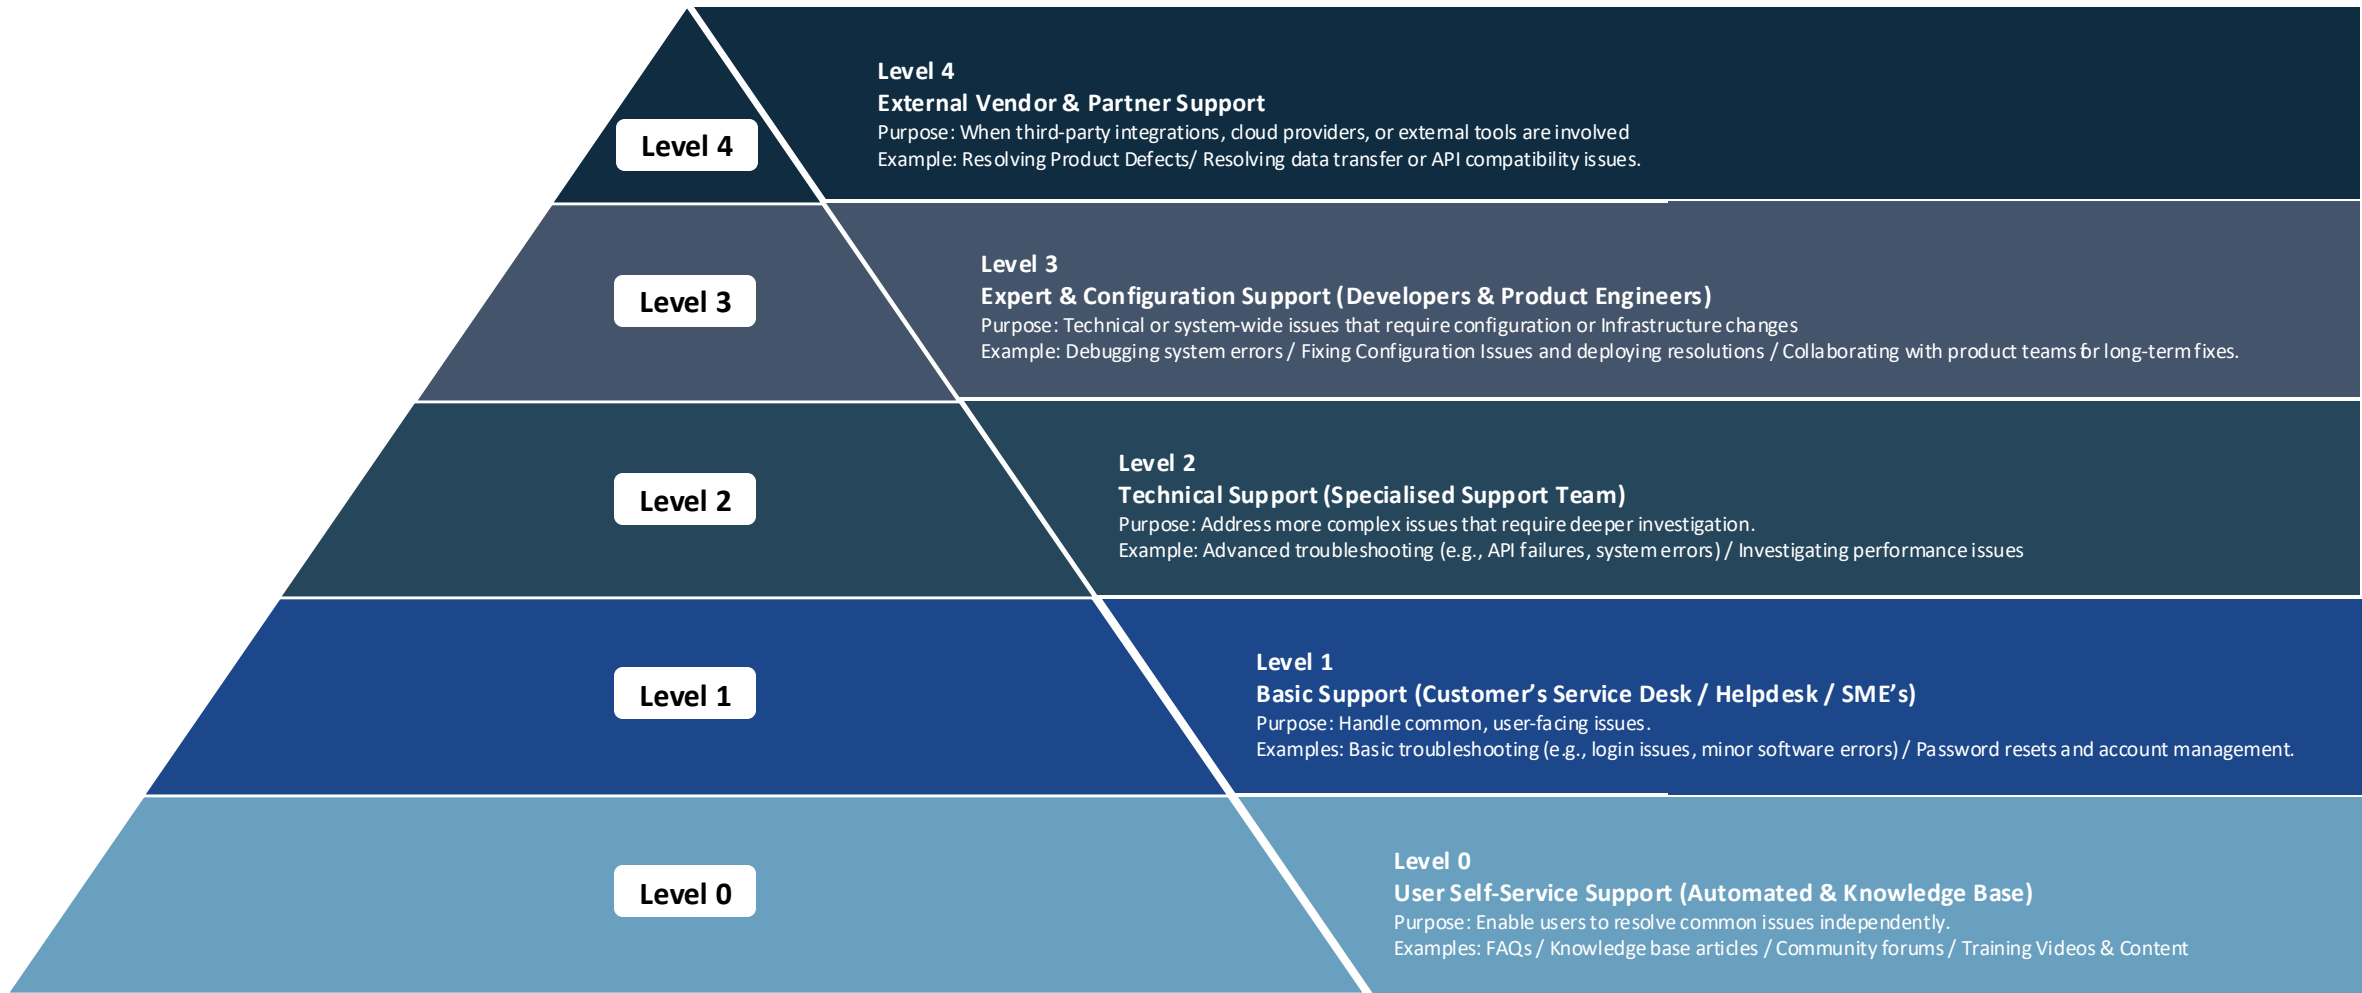 Level 4
Level 4
External Vendor & Partner Support
Purpose: When third-party integrations, cloud providers, or external tools are involved
Example: Resolving Product Defects/ Resolving data transfer or API compatibility issues.
Level 3
Level 3
Expert & Configuration Support (Developers & Product Engineers)
Purpose: Technical or system-wide issues that require configuration or Infrastructure changes
Example: Debugging system errors / Fixing Configuration Issues and deploying resolutions / Collaborating with product teams for long-term fixes.
Level 2
Level 2
Technical Support (Specialised Support Team)
Purpose: Address more complex issues that require deeper investigation.
Example: Advanced troubleshooting (e.g., API failures, system errors) / Investigating performance issues
Level 1
Level 1
Basic Support (Customer’s Service Desk / Helpdesk / SME’s)
Purpose: Handle common, user-facing issues.
Examples: Basic troubleshooting (e.g., login issues, minor software errors) / Password resets and account management.
Level 0
Level 0
User Self-Service Support (Automated & Knowledge Base)
Purpose: Enable users to resolve common issues independently.
Examples: FAQs / Knowledge base articles / Community forums / Training Videos & Content